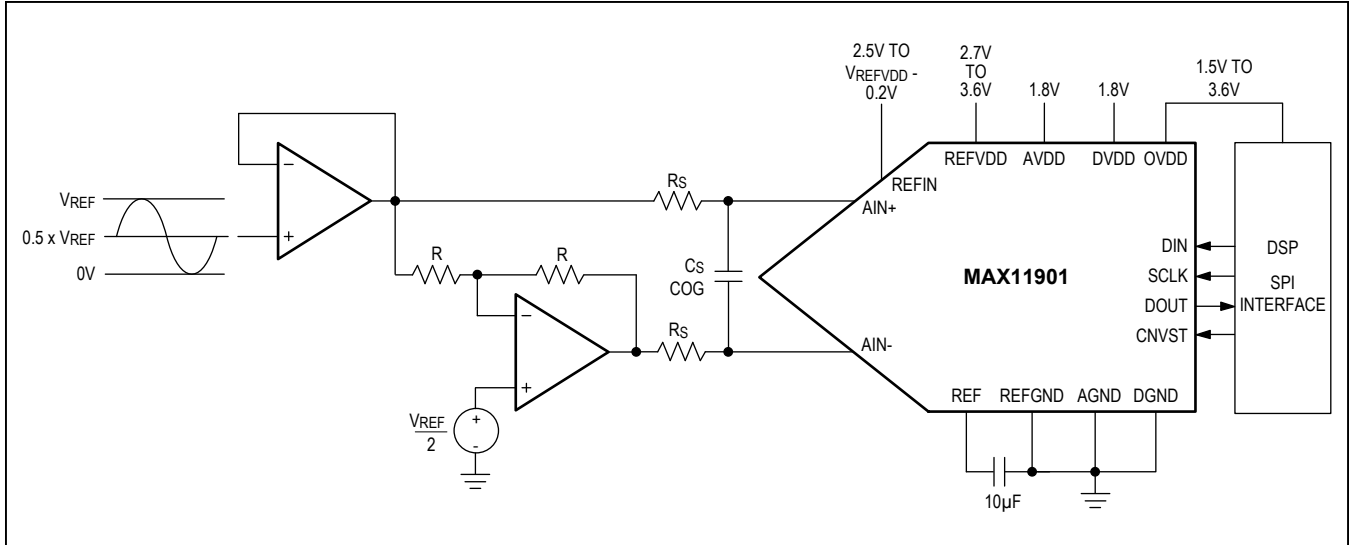 2.5V TO
VREFVDD -
0.2V
2.7V
TO
3.6V
1.8V
1.8V
1.5V TO
3.6V
REFVDD
AVDD
DVDD
OVDD
REFIN
AIN+
VREF
0.5 x VREF
0V
-
+
RS
R
R
CS
COG
MAX11901
DIN
SCLK
DOUT
CNVST
DSP
SPI
INTERFACE
-
+
RS
AIN-
VREF
2
+
-
REF
REFGND
AGND
DGND
10µF